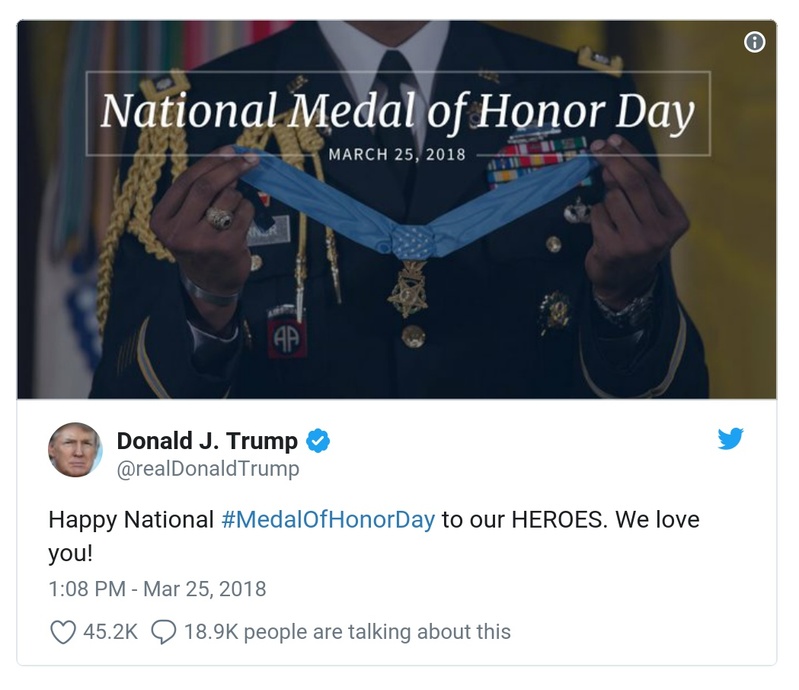 National Medal of Honor Day
MARCH 25, 2018
AA
Donald J. Trump
@realDonaldTrump
Happy National #MedalOfHonorDay to our HEROES. We love
you!
1:08 PM - Mar 25, 2018
45.2K 18.9K people are talking about this